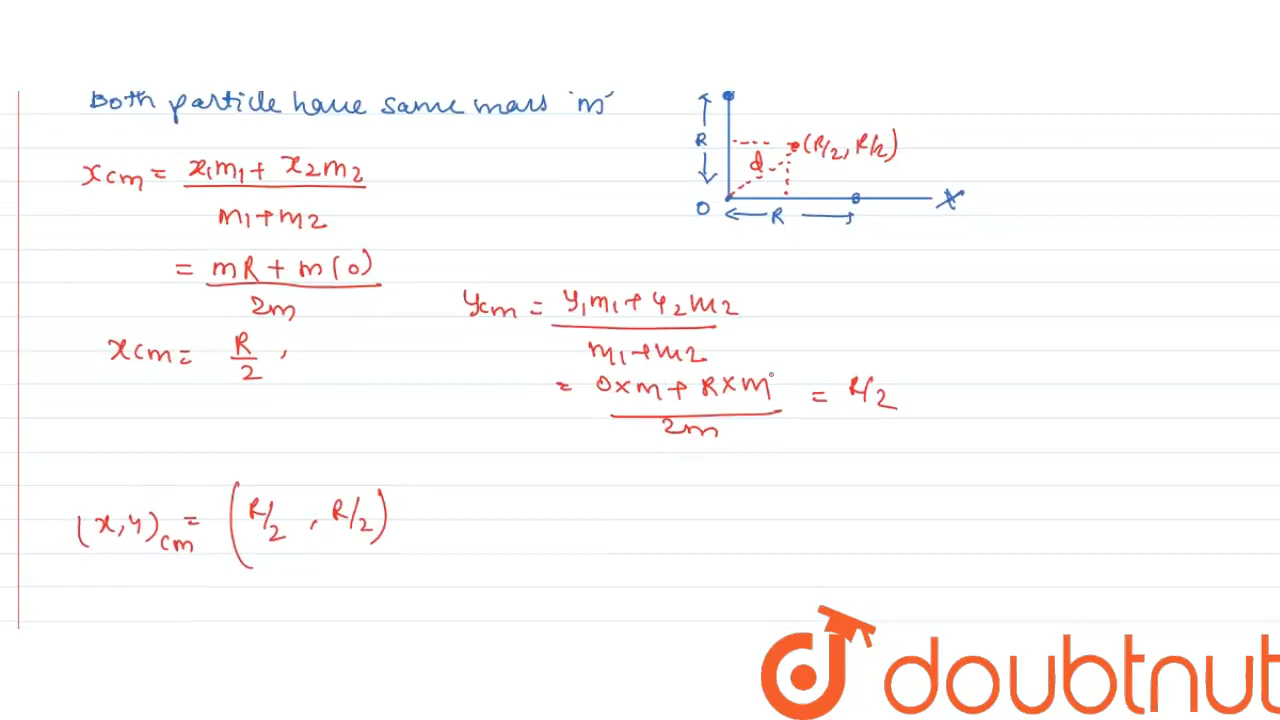 Both particle have same mass 'm'
xcm = x1m1 + x2m2
m1+m2
= mR + m(0)
2m
xcm = R
2 ,
ycm = y1m1 + y2m2
m1+m2
= 0×m + R×m = R/2
2m
(x,y)cm = (R/2 , R/2)
R
d
(R/2, R/2)
O
R
X
doubtnut